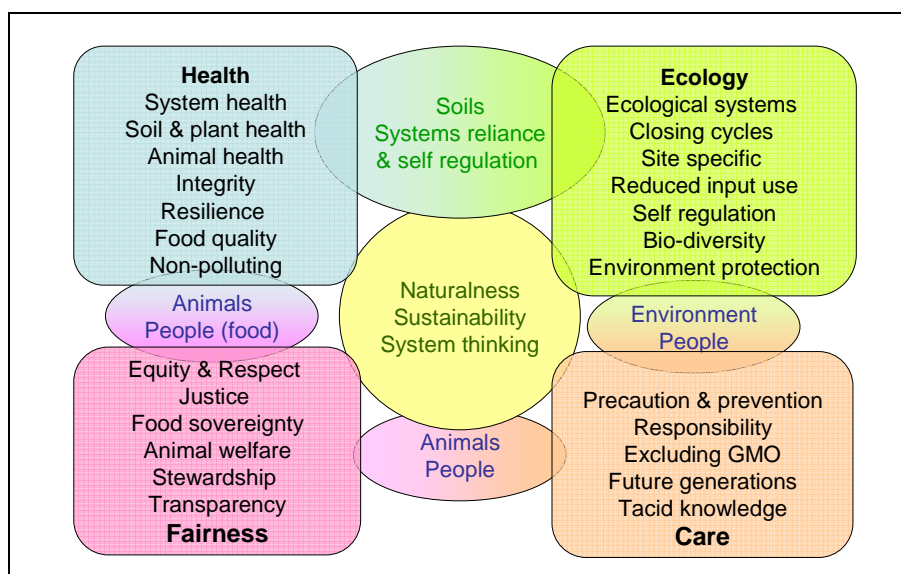 Health
System health
Soil & plant health
Animal health
Integrity
Resilience
Food quality
Non-polluting
Soils
Systems reliance
& self regulation
Ecology
Ecological systems
Closing cycles
Site specific
Reduced input use
Self regulation
Bio-diversity
Environment protection
Animals
People (food)
Naturalness
Sustainability
System thinking
Environment
People
Equity & Respect
Justice
Food sovereignty
Animal welfare
Stewardship
Transparency
Fairness
Animals
People
Precaution & prevention
Responsibility
Excluding GMO
Future generations
Tacid knowledge
Care